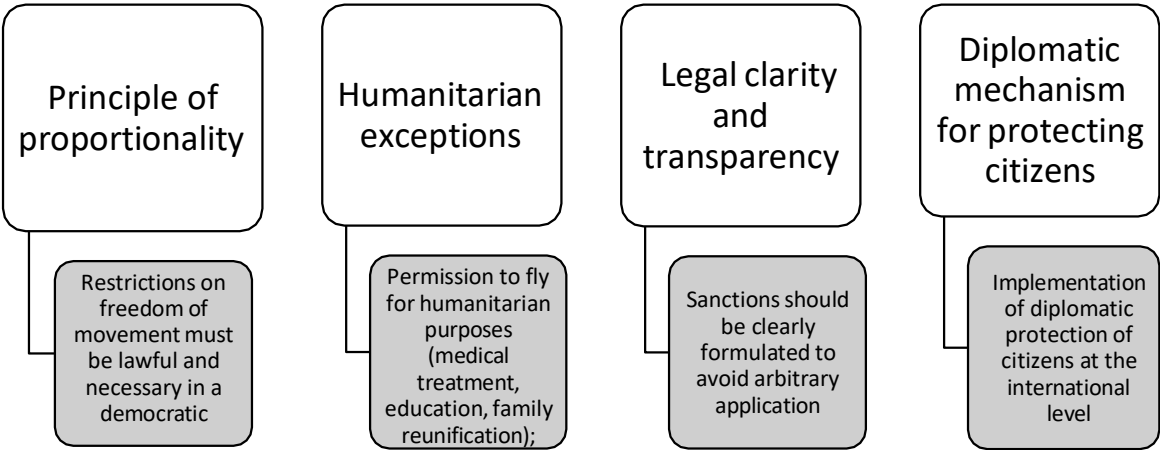 Principle of
proportionality
Restrictions on
freedom of
movement must
be lawful and
necessary in a
democratic
Humanitarian
exceptions
Permission to fly
for humanitarian
purposes
(medical
treatment,
education, family
reunification);
Legal clarity
and
transparency
Sanctions should
be clearly
formulated to
avoid arbitrary
application
Diplomatic
mechanism
for protecting
citizens
Implementation
of diplomatic
protection of
citizens at the
international
level